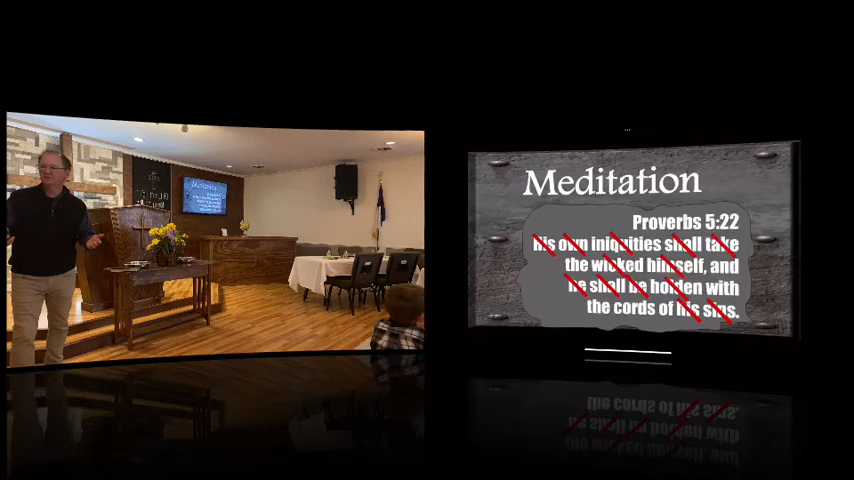 Meditation
Meditation
Proverbs 5:22
His own iniquities shall take
the wicked himself, and
he shall be holden with
the cords of his sins.